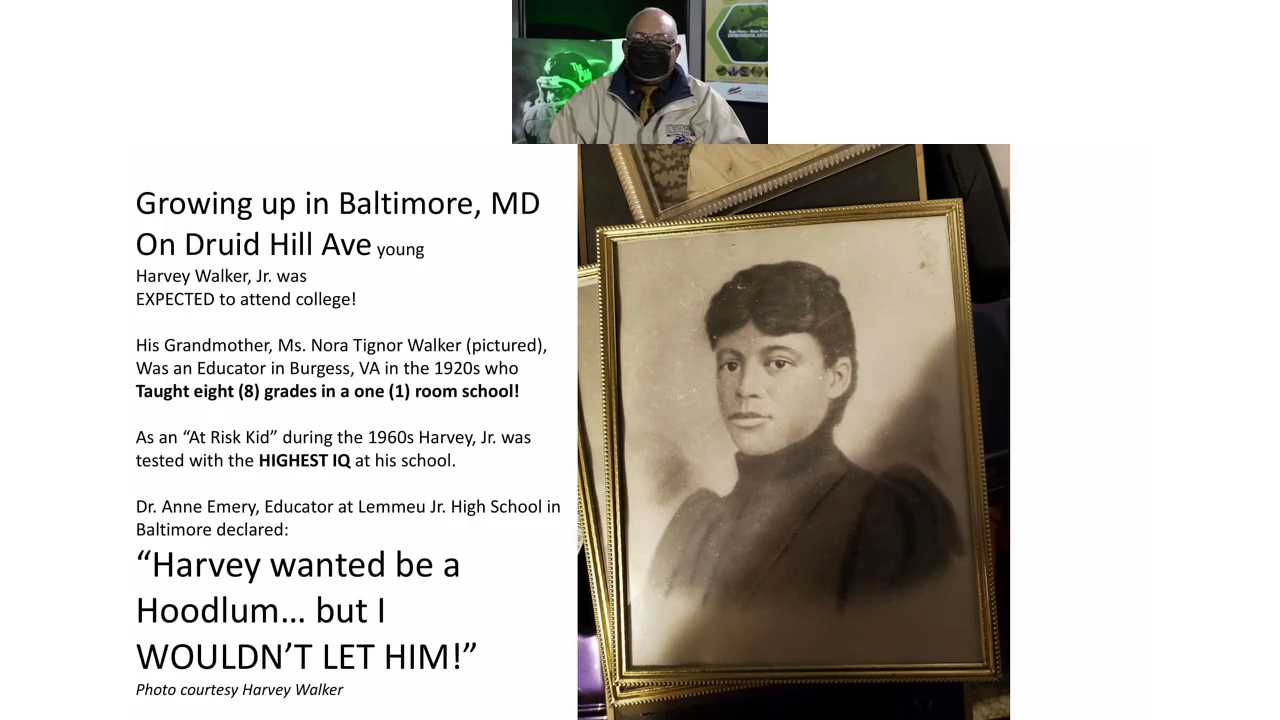 The
Growing up in Baltimore, MD
On Druid Hill Ave young
Harvey Walker, Jr. was
EXPECTED to attend college!
His Grandmother, Ms. Nora Tignor Walker (pictured),
Was an Educator in Burgess, VA in the 1920s who
Taught eight (8) grades in a one (1) room school!
As an “At Risk Kid” during the 1960s Harvey, Jr. was
tested with the HIGHEST IQ at his school.
Dr. Anne Emery, Educator at Lemmeu Jr. High School in
Baltimore declared:
“Harvey wanted be a
Hoodlum… but I
WOULDN’T LET HIM!”
Photo courtesy Harvey Walker